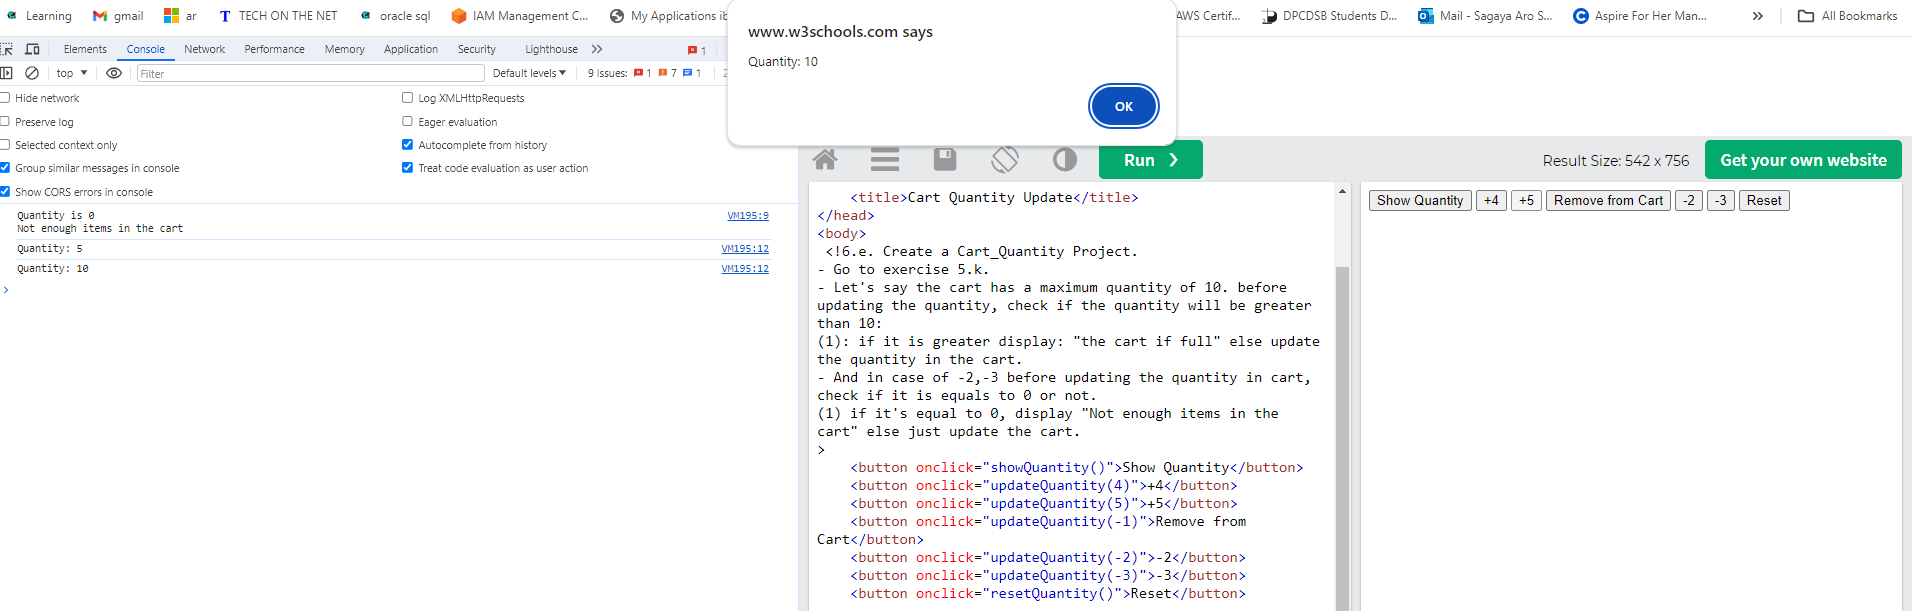 Learning gmail ar TECH ON THE NET oracle sql IAM Management C... My Applications ib AWS Certif... DPCDSB Students D... Mail - Sagaya Aro S... Aspire For Her Man... » All Bookmarks
www.w3schools.com says
Quantity: 10
OK
Elements Console Network Performance Memory Application Security Lighthouse » 1
top Filter Default levels 9 Issues: 1 7 1
Hide network Log XMLHttpRequests
Preserve log Eager evaluation
Selected context only Autocomplete from history
Group similar messages in console Treat code evaluation as user action
Show CORS errors in console
Quantity is 0 VM195:9
Not enough items in the cart
Quantity: 5 VM195:12
Quantity: 10 VM195:12
>
Run ❯ Result Size: 542 x 756 Get your own website
<title>Cart Quantity Update</title>
</head>
<body>
<!6.e. Create a Cart_Quantity Project.
- Go to exercise 5.k.
- Let's say the cart has a maximum quantity of 10. before
updating the quantity, check if the quantity will be greater
than 10:
(1): if it is greater display: "the cart if full" else update
the quantity in the cart.
- And in case of -2,-3 before updating the quantity in cart,
check if it is equals to 0 or not.
(1) if it's equal to 0, display "Not enough items in the
cart" else just update the cart.
>
<button onclick="showQuantity()">Show Quantity</button>
<button onclick="updateQuantity(4)">+4</button>
<button onclick="updateQuantity(5)">+5</button>
<button onclick="updateQuantity(-1)">Remove from
Cart</button>
<button onclick="updateQuantity(-2)">-2</button>
<button onclick="updateQuantity(-3)">-3</button>
<button onclick="resetQuantity()">Reset</button>
Show Quantity +4 +5 Remove from Cart -2 -3 Reset